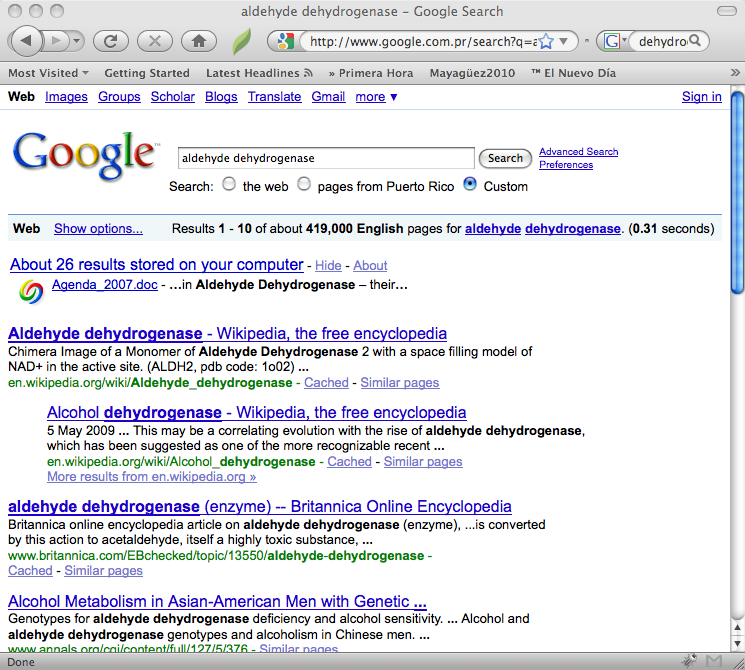 aldehyde dehydrogenase – Google Search
http://www.google.com.pr/search?q=a
dehydro
Most Visited Getting Started Latest Headlines » Primera Hora Mayagüez2010 ™ El Nuevo Día »
Web Images Groups Scholar Blogs Translate Gmail more ▼ Sign in
Google™
aldehyde dehydrogenase Search Advanced Search
Preferences
Search: the web pages from Puerto Rico Custom
Web Show options... Results 1 - 10 of about 419,000 English pages for aldehyde dehydrogenase. (0.31 seconds)
About 26 results stored on your computer - Hide - About
Agenda_2007.doc - ...in Aldehyde Dehydrogenase – their...
Aldehyde dehydrogenase - Wikipedia, the free encyclopedia
Chimera Image of a Monomer of Aldehyde Dehydrogenase 2 with a space filling model of
NAD+ in the active site. (ALDH2, pdb code: 1o02) ...
en.wikipedia.org/wiki/Aldehyde_dehydrogenase - Cached - Similar pages
Alcohol dehydrogenase - Wikipedia, the free encyclopedia
5 May 2009 ... This may be a correlating evolution with the rise of aldehyde dehydrogenase,
which has been suggested as one of the more recognizable recent ...
en.wikipedia.org/wiki/Alcohol_dehydrogenase - Cached - Similar pages
More results from en.wikipedia.org »
aldehyde dehydrogenase (enzyme) -- Britannica Online Encyclopedia
Britannica online encyclopedia article on aldehyde dehydrogenase (enzyme), ...is converted
by this action to acetaldehyde, itself a highly toxic substance, ...
www.britannica.com/EBchecked/topic/13550/aldehyde-dehydrogenase -
Cached - Similar pages
Alcohol Metabolism in Asian-American Men with Genetic ...
Genotypes for aldehyde dehydrogenase deficiency and alcohol sensitivity. ... Alcohol and
aldehyde dehydrogenase genotypes and alcoholism in Chinese men. ...
www.annals.org/cgi/content/full/127/5/376 - Similar pages
Done